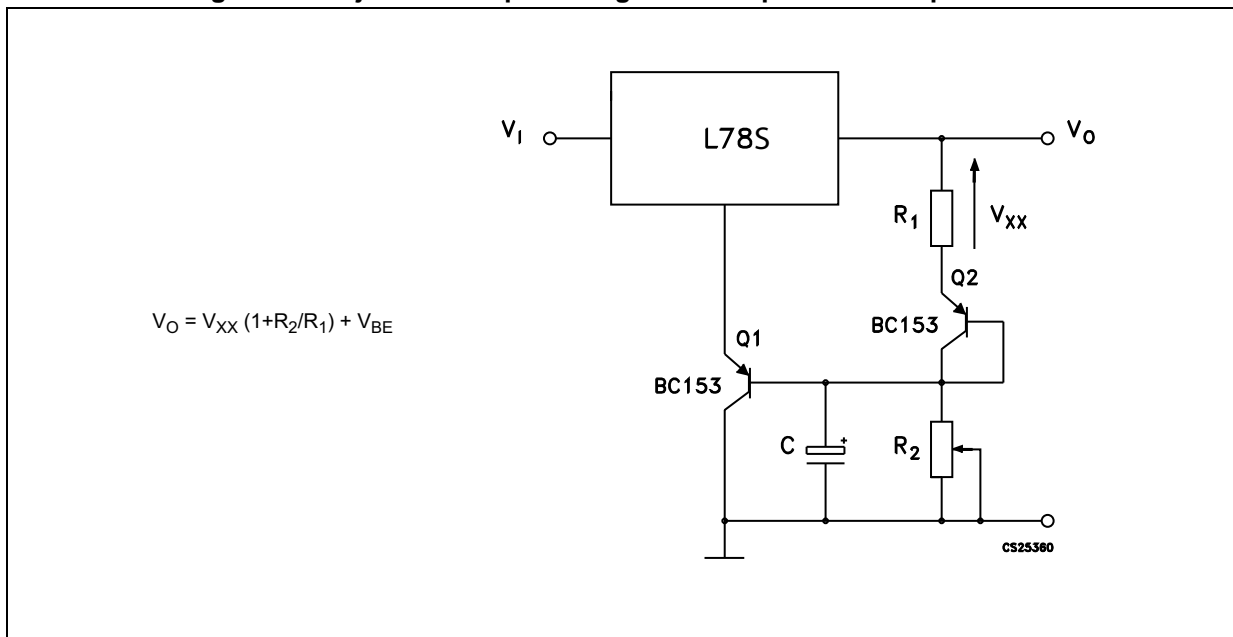 V_I
L78S
V_O
R_1
V_XX
Q2
BC153
V_O = V_XX (1+R_2/R_1) + V_BE
Q1
BC153
C
+
R_2
CS25360